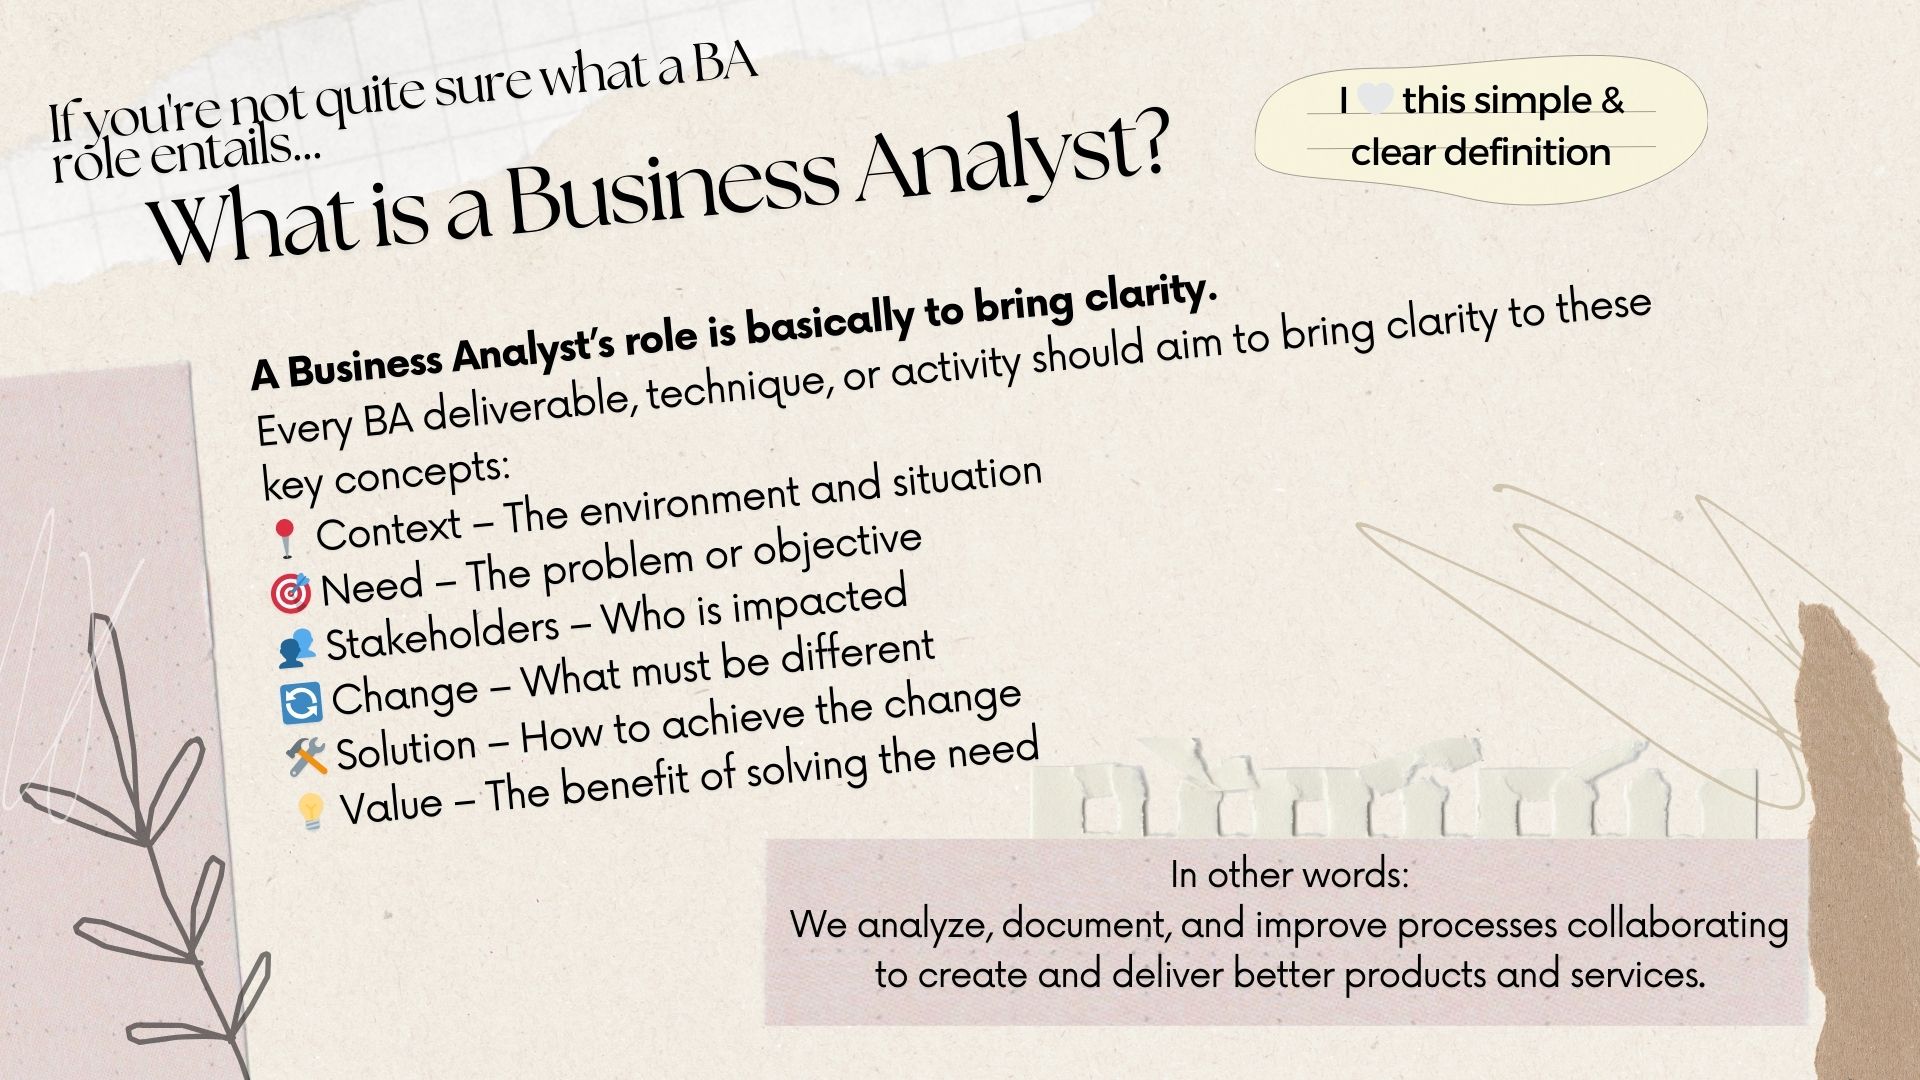 If you're not quite sure what a BA
role entails...
What is a Business Analyst?
I 🤍 this simple &
clear definition
A Business Analyst’s role is basically to bring clarity.
Every BA deliverable, technique, or activity should aim to bring clarity to these
key concepts:
📍 Context – The environment and situation
🎯 Need – The problem or objective
👥 Stakeholders – Who is impacted
🔄 Change – What must be different
🛠 Solution – How to achieve the change
💡 Value – The benefit of solving the need
In other words:
We analyze, document, and improve processes collaborating
to create and deliver better products and services.